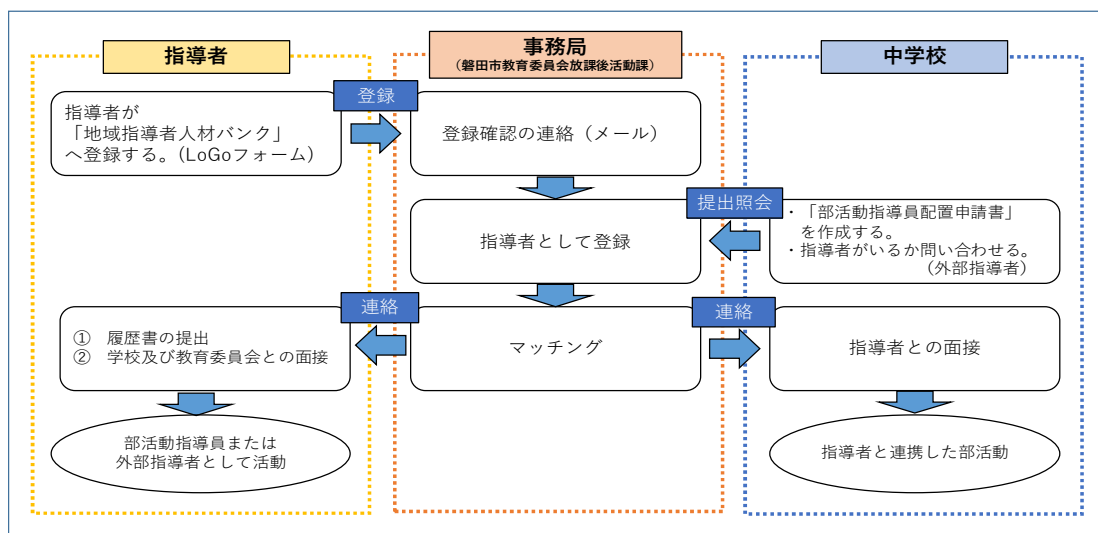 指導者
事務局
（磐田市教育委員会放課後活動課）
中学校
登録
指導者が
「地域指導者人材バンク」
へ登録する。(LoGoフォーム)
登録確認の連絡（メール）
提出照会
・「部活動指導員配置申請書」
を作成する。
・指導者がいるか問い合わせる。
（外部指導者）
指導者として登録
連絡
連絡
① 履歴書の提出
② 学校及び教育委員会との面接
マッチング
指導者との面接
部活動指導員または
外部指導者として活動
指導者と連携した部活動